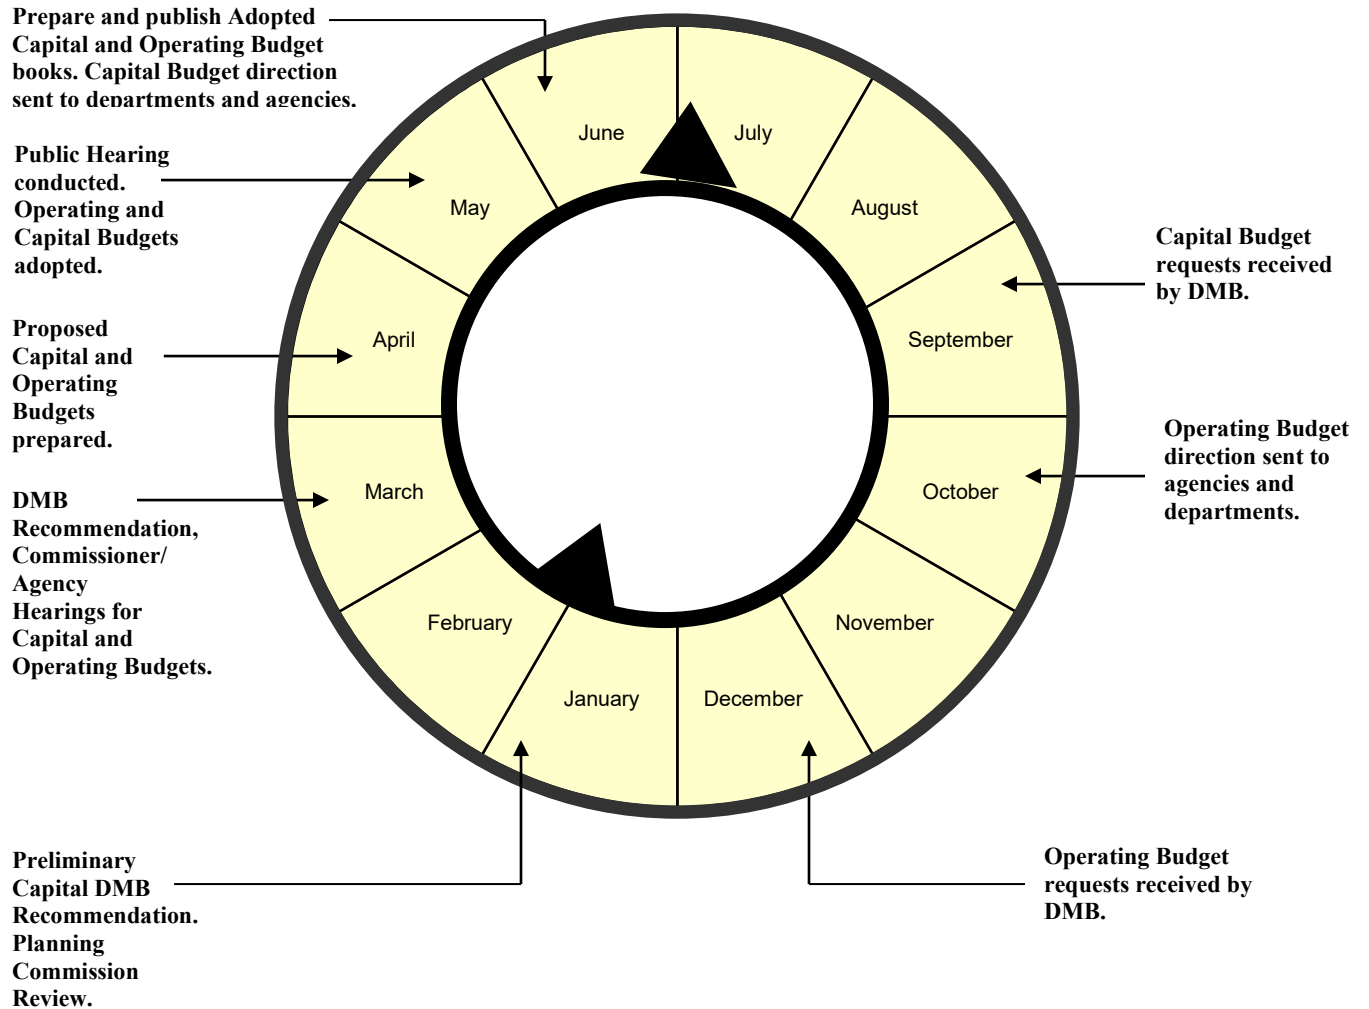 Prepare and publish Adopted
Capital and Operating Budget
books. Capital Budget direction
sent to departments and agencies.
June
July
Public Hearing
conducted.
Operating and
Capital Budgets
adopted.
May
August
Capital Budget
requests received
by DMB.
Proposed
Capital and
Operating
Budgets
prepared.
April
September
Operating Budget
direction sent to
agencies and
departments.
DMB
Recommendation,
Commissioner/
Agency
Hearings for
Capital and
Operating Budgets.
March
October
February
November
January
December
Preliminary
Capital DMB
Recommendation.
Planning
Commission
Review.
Operating Budget
requests received by
DMB.